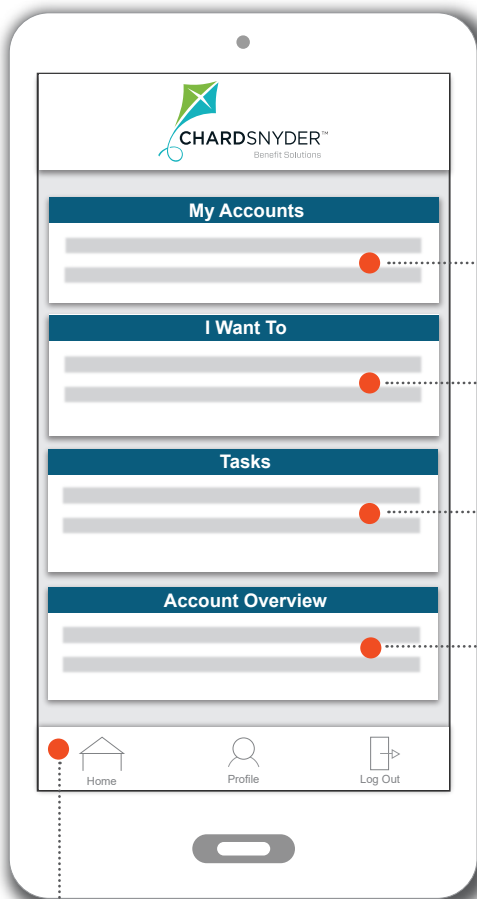 CHARDSNYDER™
Benefit Solutions
My Accounts
I Want To
Tasks
Account Overview
Home Profile Log Out